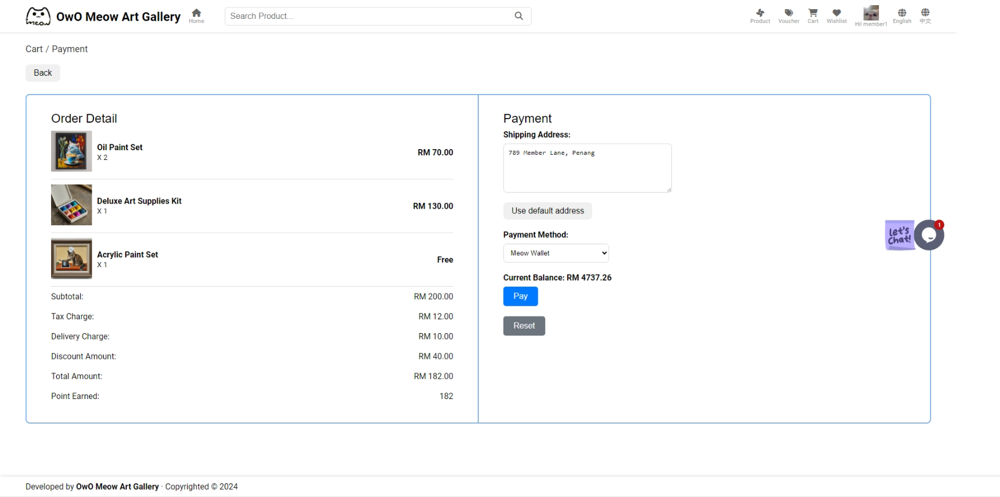 meow
OwO Meow Art Gallery
Home
Search Product...
Product
Voucher
Cart
Wishlist
Hi! member1
English
中文
Cart / Payment
Back
Order Detail
Oil Paint Set
X 2
RM 70.00
Deluxe Art Supplies Kit
X 1
RM 130.00
Acrylic Paint Set
X 1
Free
Subtotal: RM 200.00
Tax Charge: RM 12.00
Delivery Charge: RM 10.00
Discount Amount: RM 40.00
Total Amount: RM 182.00
Point Earned: 182
Payment
Shipping Address:
789 Member Lane, Penang
Use default address
Payment Method:
Meow Wallet
Current Balance: RM 4737.26
Pay
Reset
Let's
Chat!
1
Developed by OwO Meow Art Gallery · Copyrighted © 2024